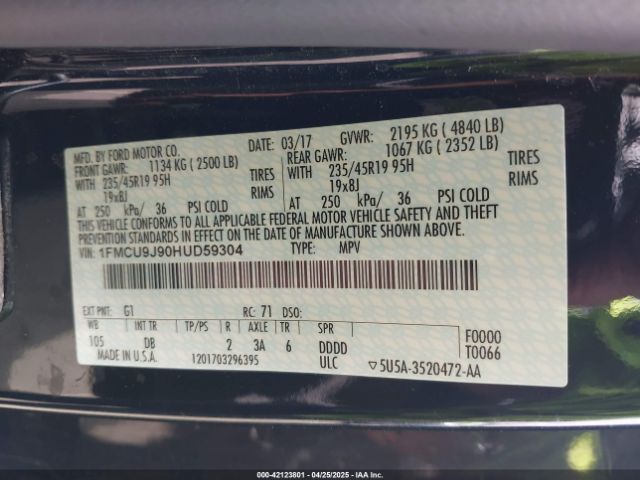 MFD. BY FORD MOTOR CO.
DATE: 03/17 GVWR: 2195 KG ( 4840 LB)
FRONT GAWR: 1134 KG ( 2500 LB) REAR GAWR: 1067 KG ( 2352 LB)
WITH 235/45R19 95H TIRES WITH 235/45R19 95H TIRES
19x8J RIMS 19x8J RIMS
AT 250 kPa/ 36 PSI COLD AT 250 kPa/ 36 PSI COLD
THIS VEHICLE CONFORMS TO ALL APPLICABLE FEDERAL MOTOR VEHICLE SAFETY AND THEFT
PREVENTION STANDARDS IN EFFECT ON THE DATE OF MANUFACTURE SHOWN ABOVE.
VIN: 1FMCU9J90HUD59304 TYPE: MPV
EXT PNT: G1 RC: 71 DSO:
WB INT TR TP/PS R AXLE TR SPR F0000
105 DB 2 3A 6 DDDD T0066
MADE IN U.S.A. 1201703296395 ULC ▽5U5A-3520472-AA
000-42123801 - 04/25/2025 - IAA Inc.